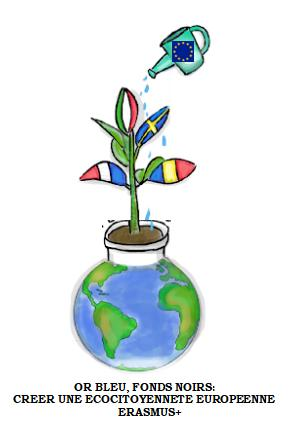 OR BLEU, FONDS NOIRS:
CREER UNE ECOCITOYENNETE EUROPEENNE
ERASMUS+